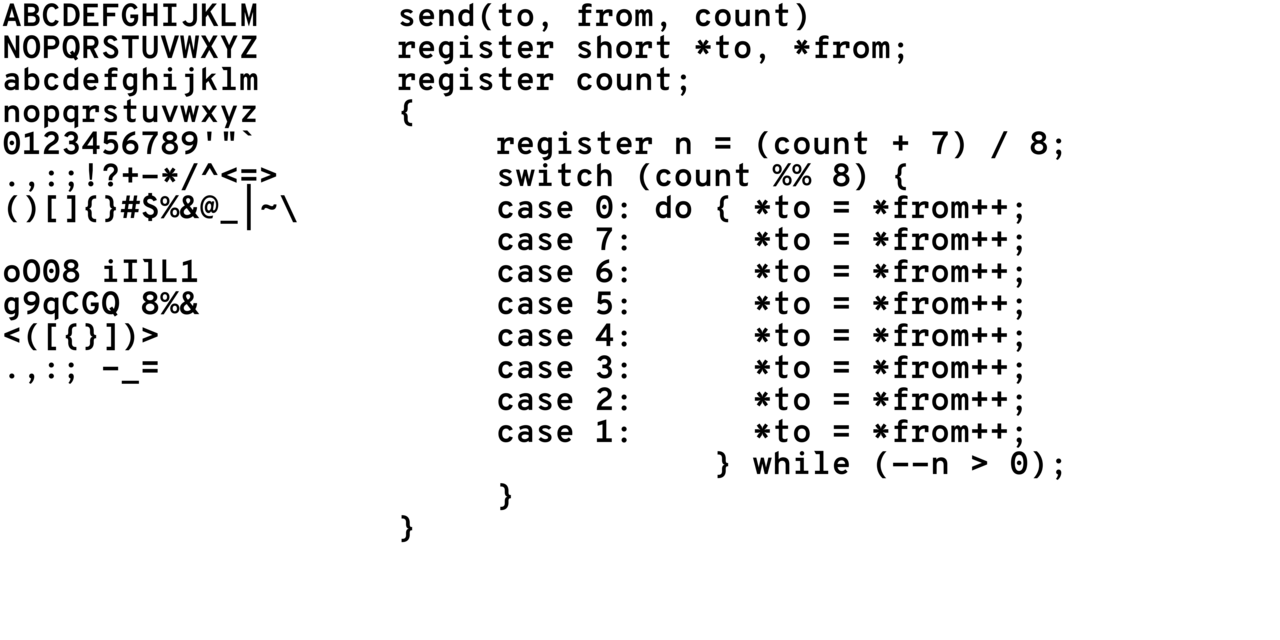 ABCDEFGHIJKLM
NOPQRSTUVWXYZ
abcdefghijklm
nopqrstuvwxyz
0123456789'"`
.,:;!?+-*/^<=>
()[]{}#$%&@_|~\
oO08 iIlL1
g9qCGQ 8%&
<([{}])>
.,:; -_=
send(to, from, count)
register short *to, *from;
register count;
{
     register n = (count + 7) / 8;
     switch (count %% 8) {
     case 0: do { *to = *from++;
     case 7:      *to = *from++;
     case 6:      *to = *from++;
     case 5:      *to = *from++;
     case 4:      *to = *from++;
     case 3:      *to = *from++;
     case 2:      *to = *from++;
     case 1:      *to = *from++;
                } while (--n > 0);
     }
}